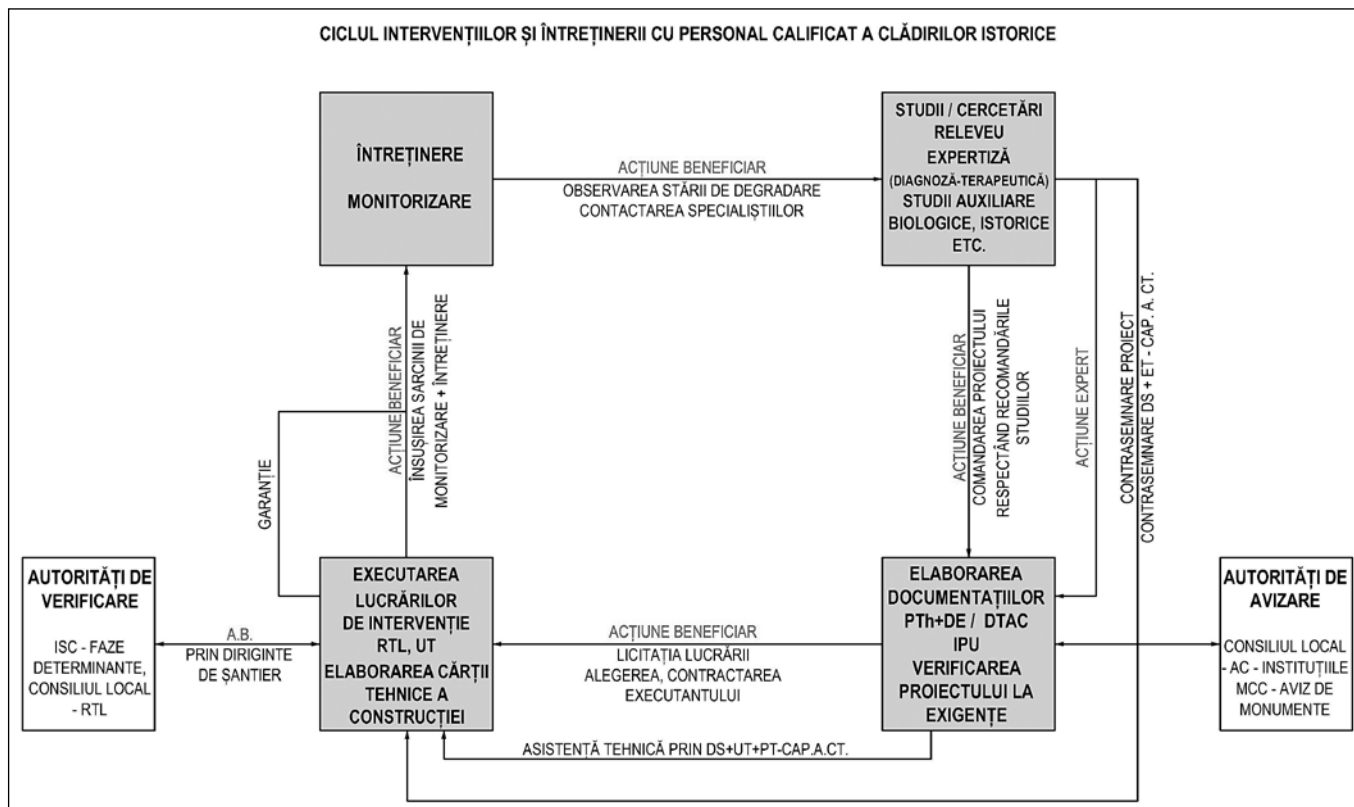 CICLUL INTERVENȚIILOR ȘI ÎNTREȚINERII CU PERSONAL CALIFICAT A CLĂDIRILOR ISTORICE
ÎNTREȚINERE
MONITORIZARE
ACȚIUNE BENEFICIAR
OBSERVAREA STĂRII DE DEGRADARE
CONTACTAREA SPECIALIȘTILOR
STUDII / CERCETĂRI
RELEVEU
EXPERTIZĂ
(DIAGNOZĂ-TERAPEUTICĂ)
STUDII AUXILIARE
BIOLOGICE, ISTORICE
ETC.
GARANȚIE
ACȚIUNE BENEFICIAR
ÎNSUȘIREA SARCINII DE
MONITORIZARE + ÎNTREȚINERE
ACȚIUNE BENEFICIAR
COMANDAREA PROIECTULUI
RESPECTÂND RECOMANDĂRILE
STUDIILOR
ACȚIUNE EXPERT
CONTRASEMNARE PROIECT
CONTRASEMNARE DS + ET - CAP. A. CT.
AUTORITĂȚI DE
VERIFICARE
ISC - FAZE
DETERMINANTE,
CONSILIUL LOCAL
- RTL
A.B.
PRIN DIRIGINTE
DE ȘANTIER
EXECUTAREA
LUCRĂRILOR
DE INTERVENȚIE
RTL, UT
ELABORAREA CĂRȚII
TEHNICE A
CONSTRUCȚIEI
ACȚIUNE BENEFICIAR
LICITAȚIA LUCRĂRII
ALEGEREA, CONTRACTAREA
EXECUTANTULUI
ELABORAREA
DOCUMENTAȚIILOR
PTh+DE / DTAC
IPU
VERIFICAREA
PROIECTULUI LA
EXIGENȚE
AUTORITĂȚI DE
AVIZARE
CONSILIUL LOCAL
- AC - INSTITUȚIILE
MCC - AVIZ DE
MONUMENTE
ASISTENȚĂ TEHNICĂ PRIN DS+UT+PT-CAP.A.CT.